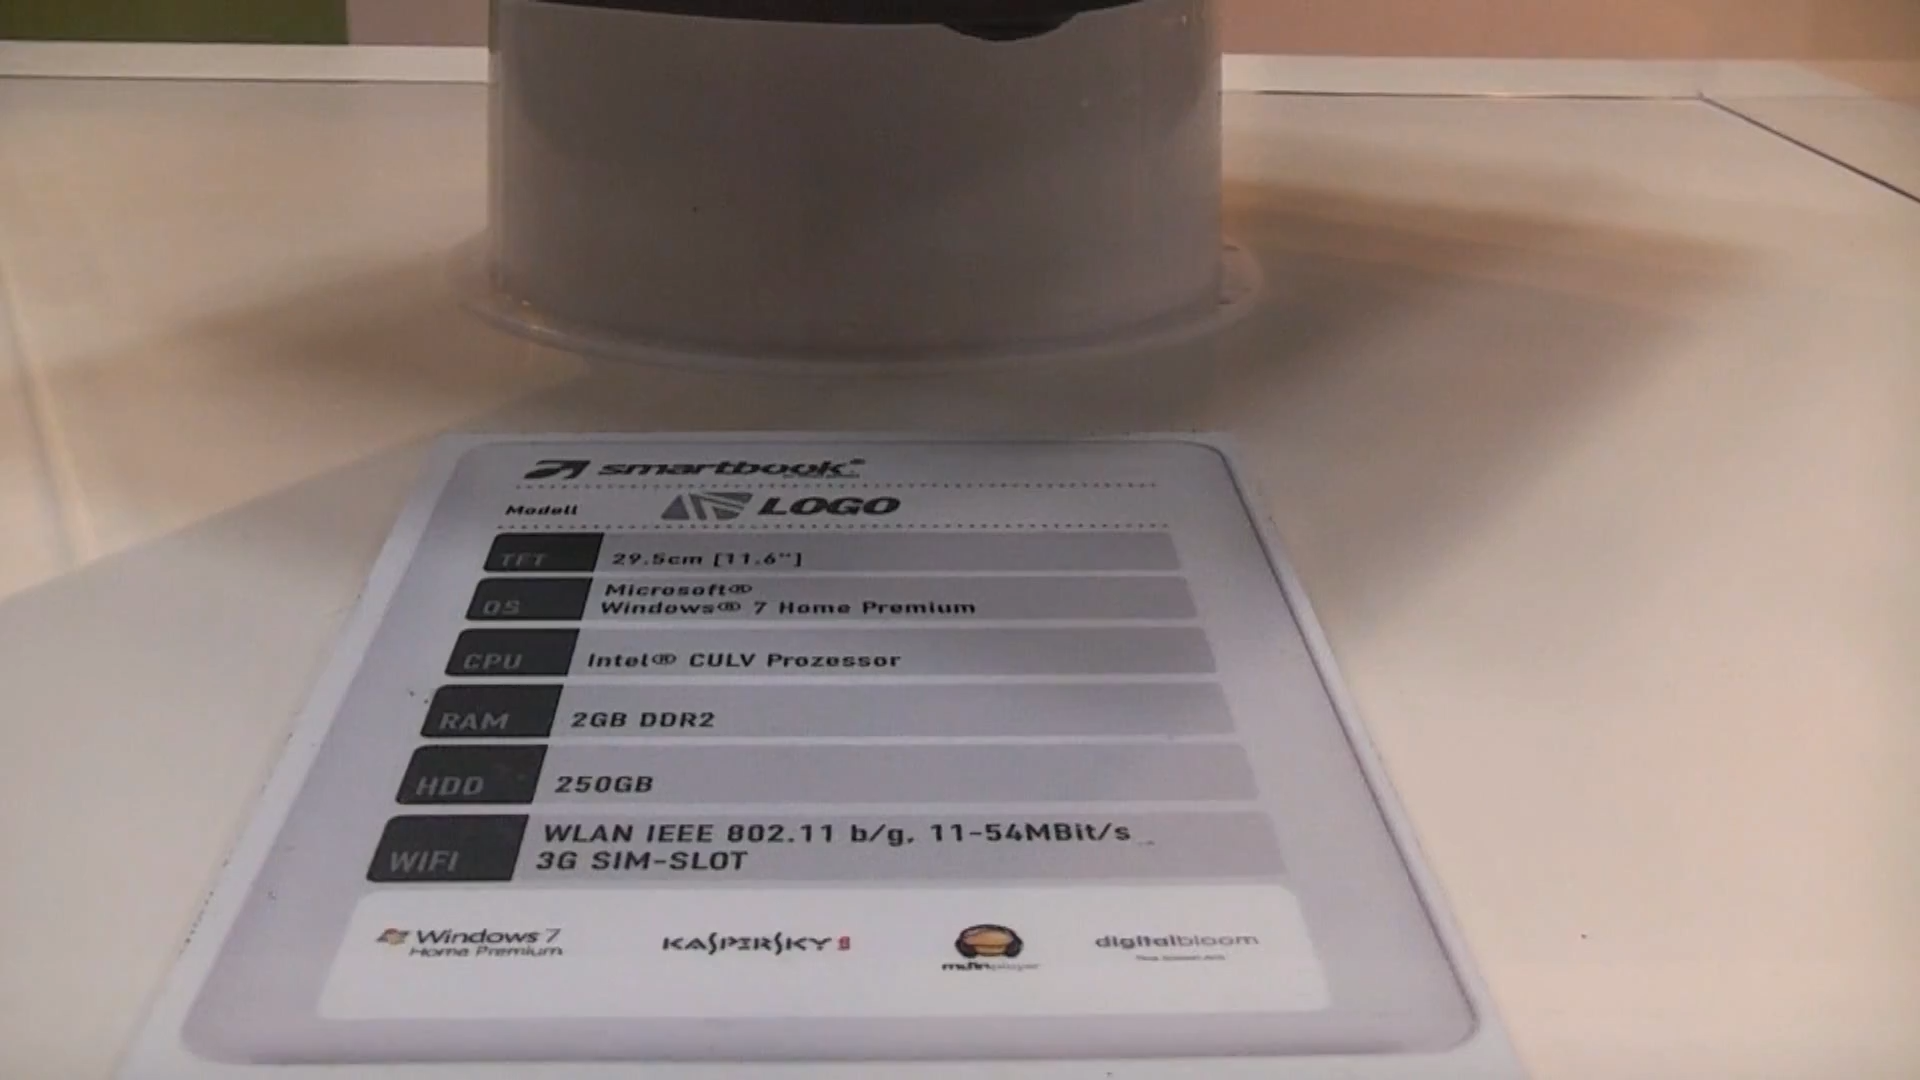 smartbook®
Modell LOGO
TFT 29.5cm [11.6"]
OS Microsoft®
Windows® 7 Home Premium
CPU Intel® CULV Prozessor
RAM 2GB DDR2
HDD 250GB
WIFI WLAN IEEE 802.11 b/g, 11-54MBit/s
3G SIM-SLOT
Windows 7 KASPERSKY digitalbloom
Home Premium mufin player